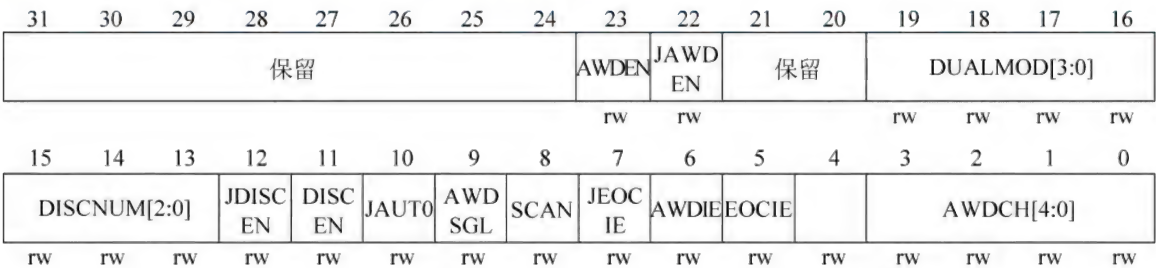 31 30 29 28 27 26 25 24 23 22 21 20 19 18 17 16
保留 AWDEN JAWD EN 保留 DUALMOD[3:0]
rw rw rw rw rw rw
15 14 13 12 11 10 9 8 7 6 5 4 3 2 1 0
DISCNUM[2:0] JDISC EN DISC EN JAUT0 AWD SGL SCAN JEOC IE AWDIE EOCIE AWDCH[4:0]
rw rw rw rw rw rw rw rw rw rw rw rw rw rw rw rw